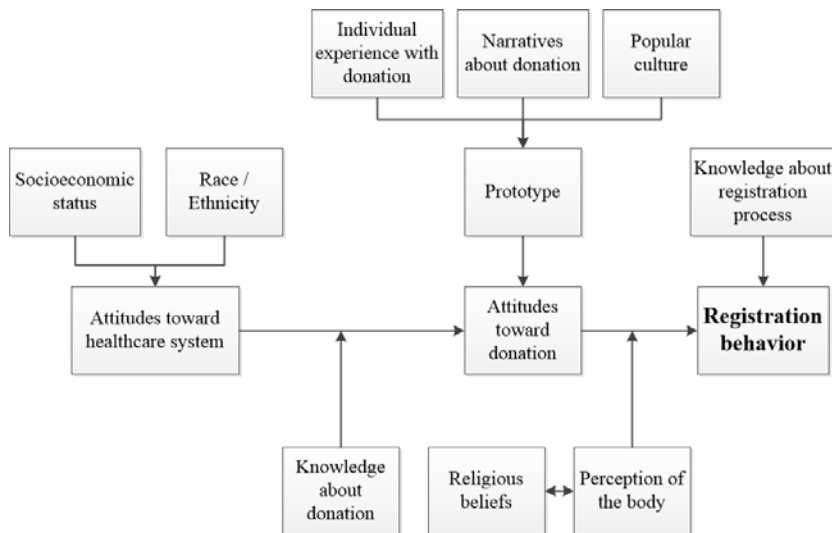 Individual
experience with
donation
Narratives
about donation
Popular
culture
Socioeconomic
status
Race /
Ethnicity
Prototype
Knowledge about
registration
process
Attitudes toward
healthcare system
Attitudes
toward
donation
Registration
behavior
Knowledge
about
donation
Religious
beliefs
Perception of
the body